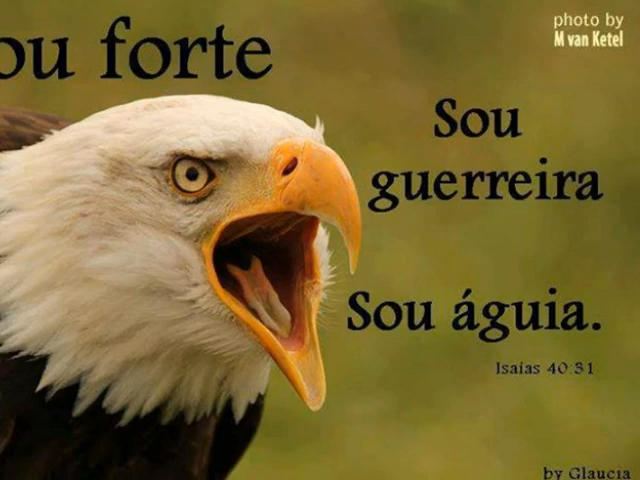 ou forte
photo by
M van Ketel
Sou
guerreira
Sou águia.
Isaías 40:31
by Glaucia